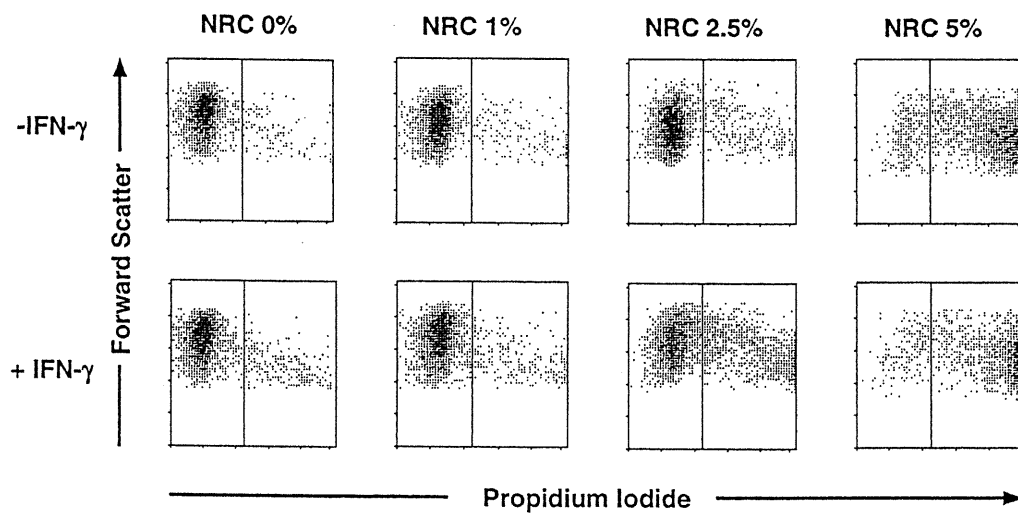 NRC 0%
NRC 1%
NRC 2.5%
NRC 5%
-IFN-γ
+ IFN-γ
Forward Scatter
Propidium Iodide